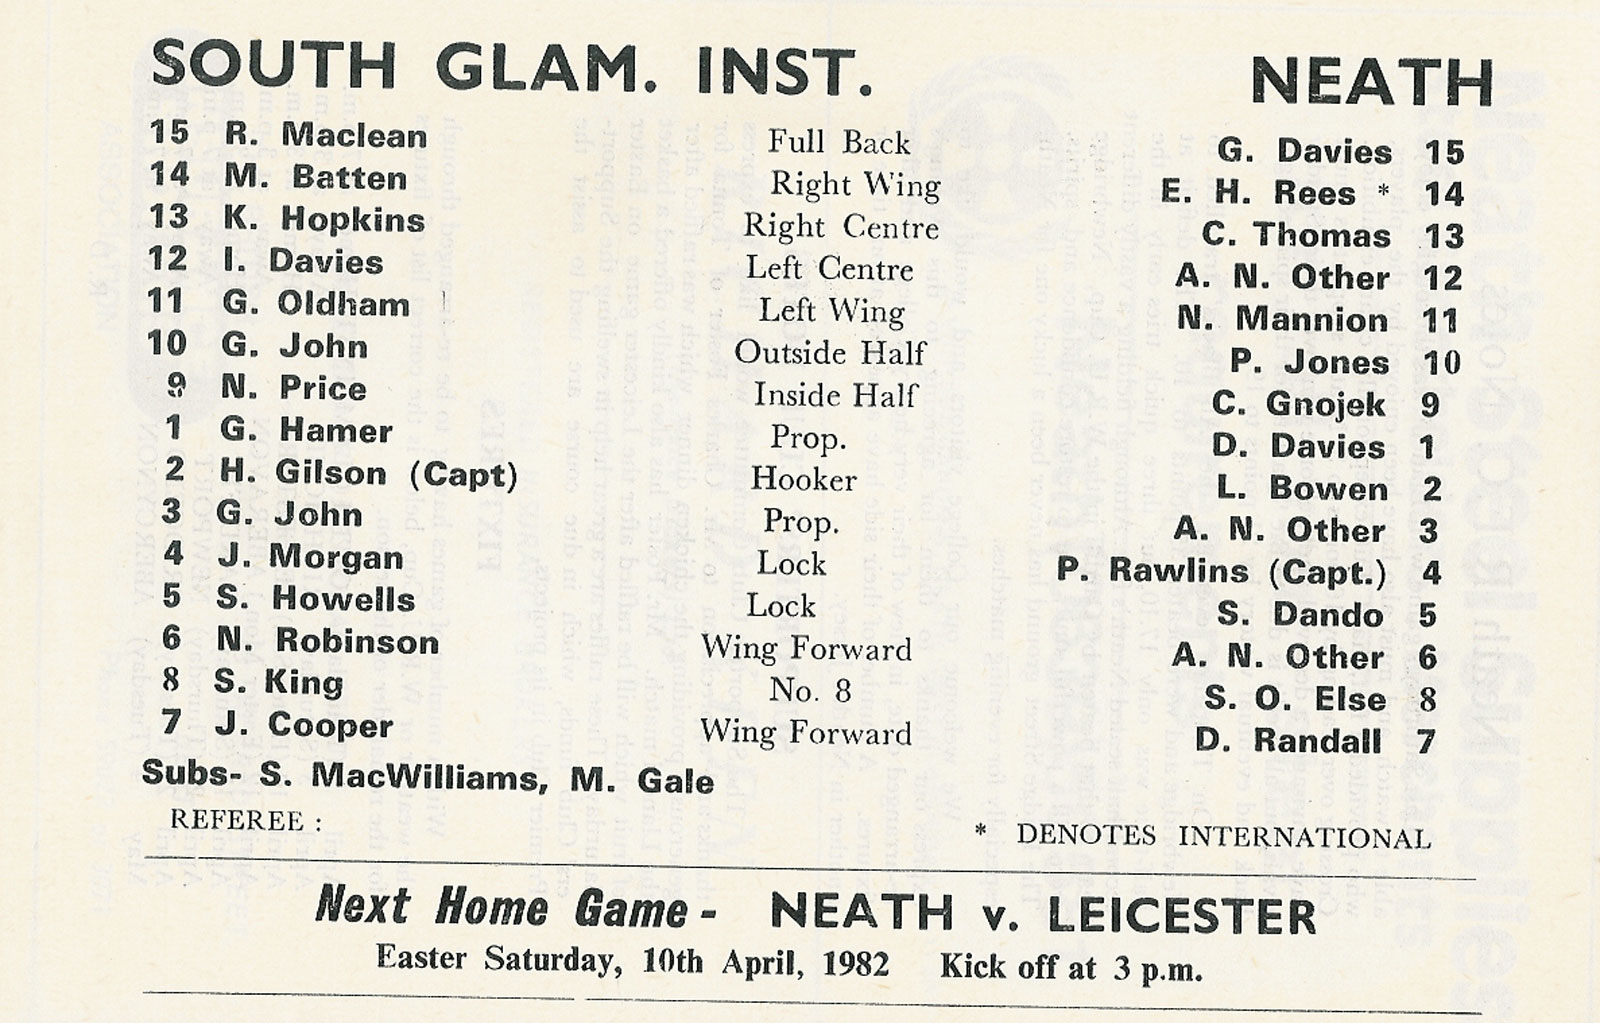 SOUTH GLAM. INST. NEATH
15 R. Maclean Full Back G. Davies 15
14 M. Batten Right Wing E. H. Rees * 14
13 K. Hopkins Right Centre C. Thomas 13
12 I. Davies Left Centre A. N. Other 12
11 G. Oldham Left Wing N. Mannion 11
10 G. John Outside Half P. Jones 10
9 N. Price Inside Half C. Gnojek 9
1 G. Hamer Prop. D. Davies 1
2 H. Gilson (Capt) Hooker L. Bowen 2
3 G. John Prop. A. N. Other 3
4 J. Morgan Lock P. Rawlins (Capt.) 4
5 S. Howells Lock S. Dando 5
6 N. Robinson Wing Forward A. N. Other 6
8 S. King No. 8 S. O. Else 8
7 J. Cooper Wing Forward D. Randall 7
Subs- S. MacWilliams, M. Gale
REFEREE :
* DENOTES INTERNATIONAL
Next Home Game - NEATH v. LEICESTER
Easter Saturday, 10th April, 1982 Kick off at 3 p.m.